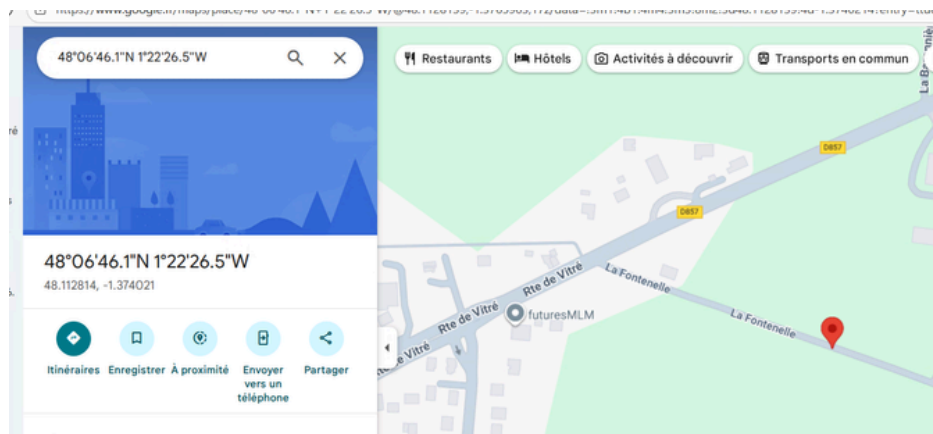 48°06'46.1"N 1°22'26.5"W
Restaurants
Hôtels
Activités à découvrir
Transports en commun
48°06'46.1"N 1°22'26.5"W
48.112814, -1.374021
Itinéraires
Enregistrer
À proximité
Envoyer
vers un
téléphone
Partager
D857
D857
Rte de Vitré
Rte de Vitré
de Vitré
La Fontenelle
La Fontenelle
futuresMLM